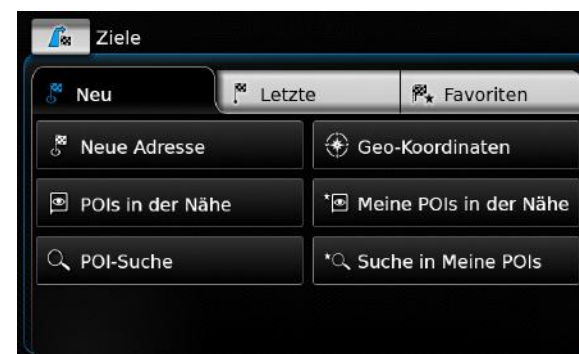 Ziele
Neu
Letzte
Favoriten
Neue Adresse
Geo-Koordinaten
POIs in der Nähe
Meine POIs in der Nähe
POI-Suche
Suche in Meine POIs